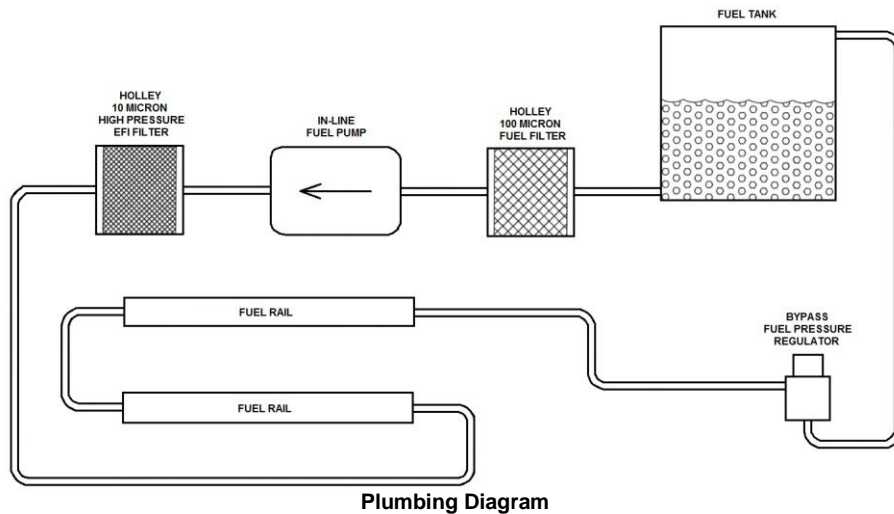 FUEL TANK
HOLLEY
10 MICRON
HIGH PRESSURE
EFI FILTER
IN-LINE
FUEL PUMP
HOLLEY
100 MICRON
FUEL FILTER
FUEL RAIL
BYPASS
FUEL PRESSURE
REGULATOR
FUEL RAIL
Plumbing Diagram